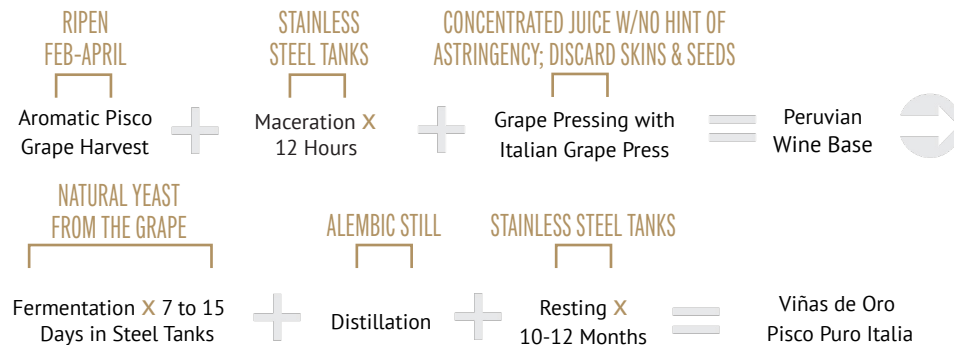 RIPEN
FEB-APRIL
STAINLESS
STEEL TANKS
CONCENTRATED JUICE W/NO HINT OF
ASTRINGENCY; DISCARD SKINS & SEEDS
Aromatic Pisco
Grape Harvest
+
Maceration X
12 Hours
+
Grape Pressing with
Italian Grape Press
=
Peruvian
Wine Base
NATURAL YEAST
FROM THE GRAPE
ALEMBIC STILL
STAINLESS STEEL TANKS
Fermentation X 7 to 15
Days in Steel Tanks
+
Distillation
+
Resting X
10-12 Months
=
Viñas de Oro
Pisco Puro Italia